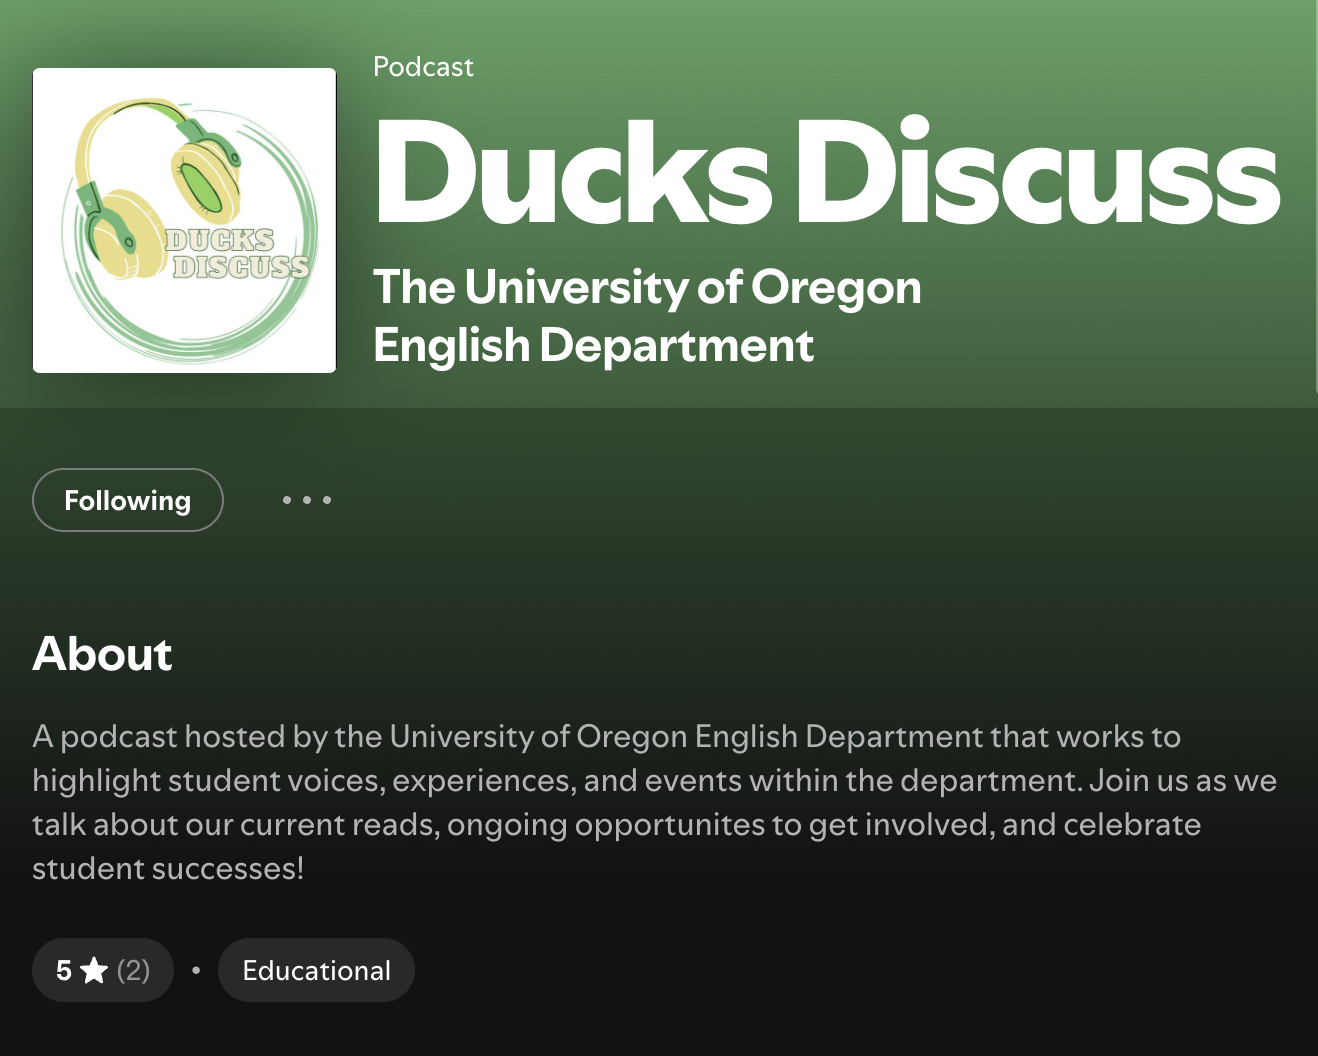 Podcast
Ducks Discuss
The University of Oregon
English Department
DUCKS
DISCUSS
Following
About
A podcast hosted by the University of Oregon English Department that works to
highlight student voices, experiences, and events within the department. Join us as we
talk about our current reads, ongoing opportunites to get involved, and celebrate
student successes!
5 ★ (2) • Educational